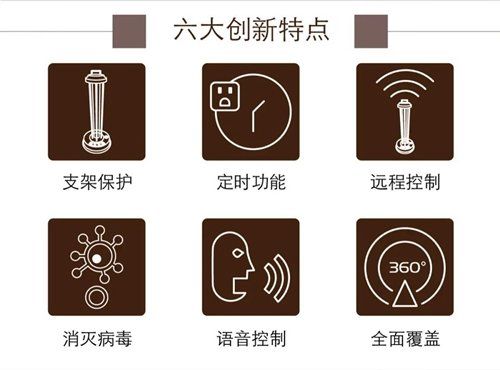 六大创新特点
支架保护
定时功能
远程控制
360°
消灭病毒
语音控制
全面覆盖